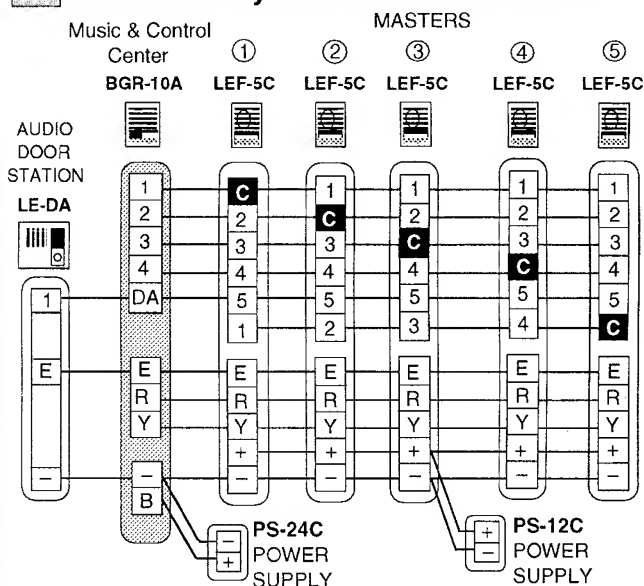 MASTERS
Music & Control
Center
BGR-10A
① ② ③ ④ ⑤
LEF-5C LEF-5C LEF-5C LEF-5C LEF-5C
AUDIO
DOOR
STATION
LE-DA
1 1 C 1 1 1 1
2 2 C 2 2 2
3 3 3 C 3 3
4 4 4 4 C 4
1 DA 5 5 5 5 5
1 2 3 4 C
E E E E E E E
R R R R R R
Y Y Y Y Y Y
+ + + + +
− − − − − − −
B
− PS-24C
+ POWER
SUPPLY
+ PS-12C
− POWER
SUPPLY